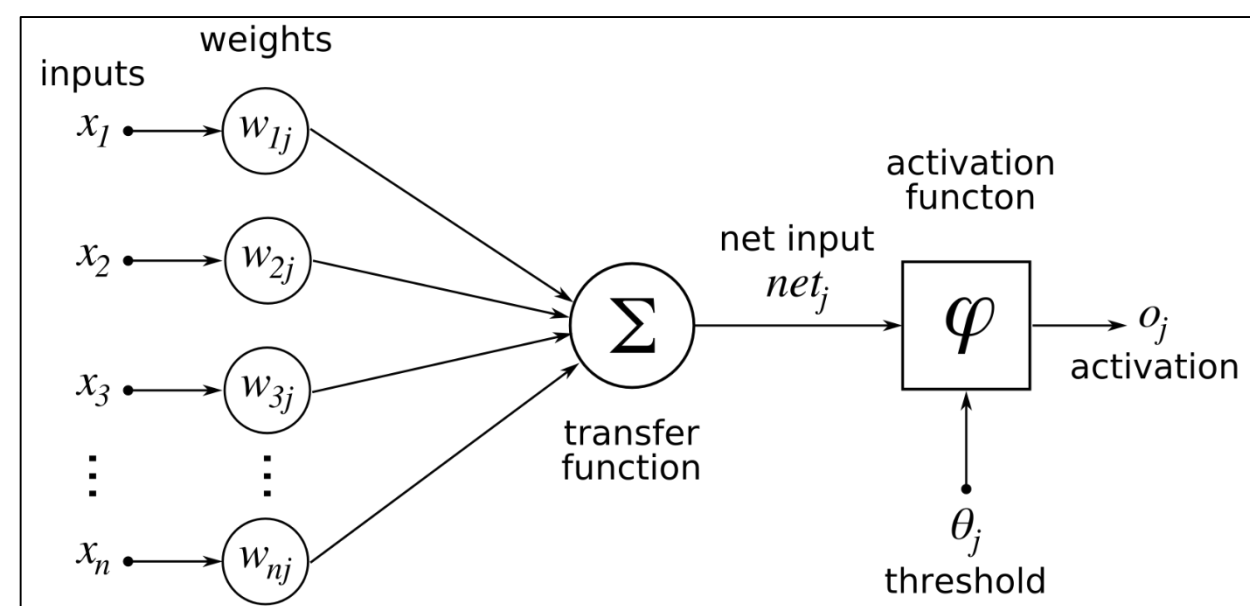 weights
inputs
x1
w1j
x2
w2j
x3
w3j
⋮
⋮
xn
wnj
Σ
transfer
function
net input
netj
activation
functon
φ
oj
activation
θj
threshold